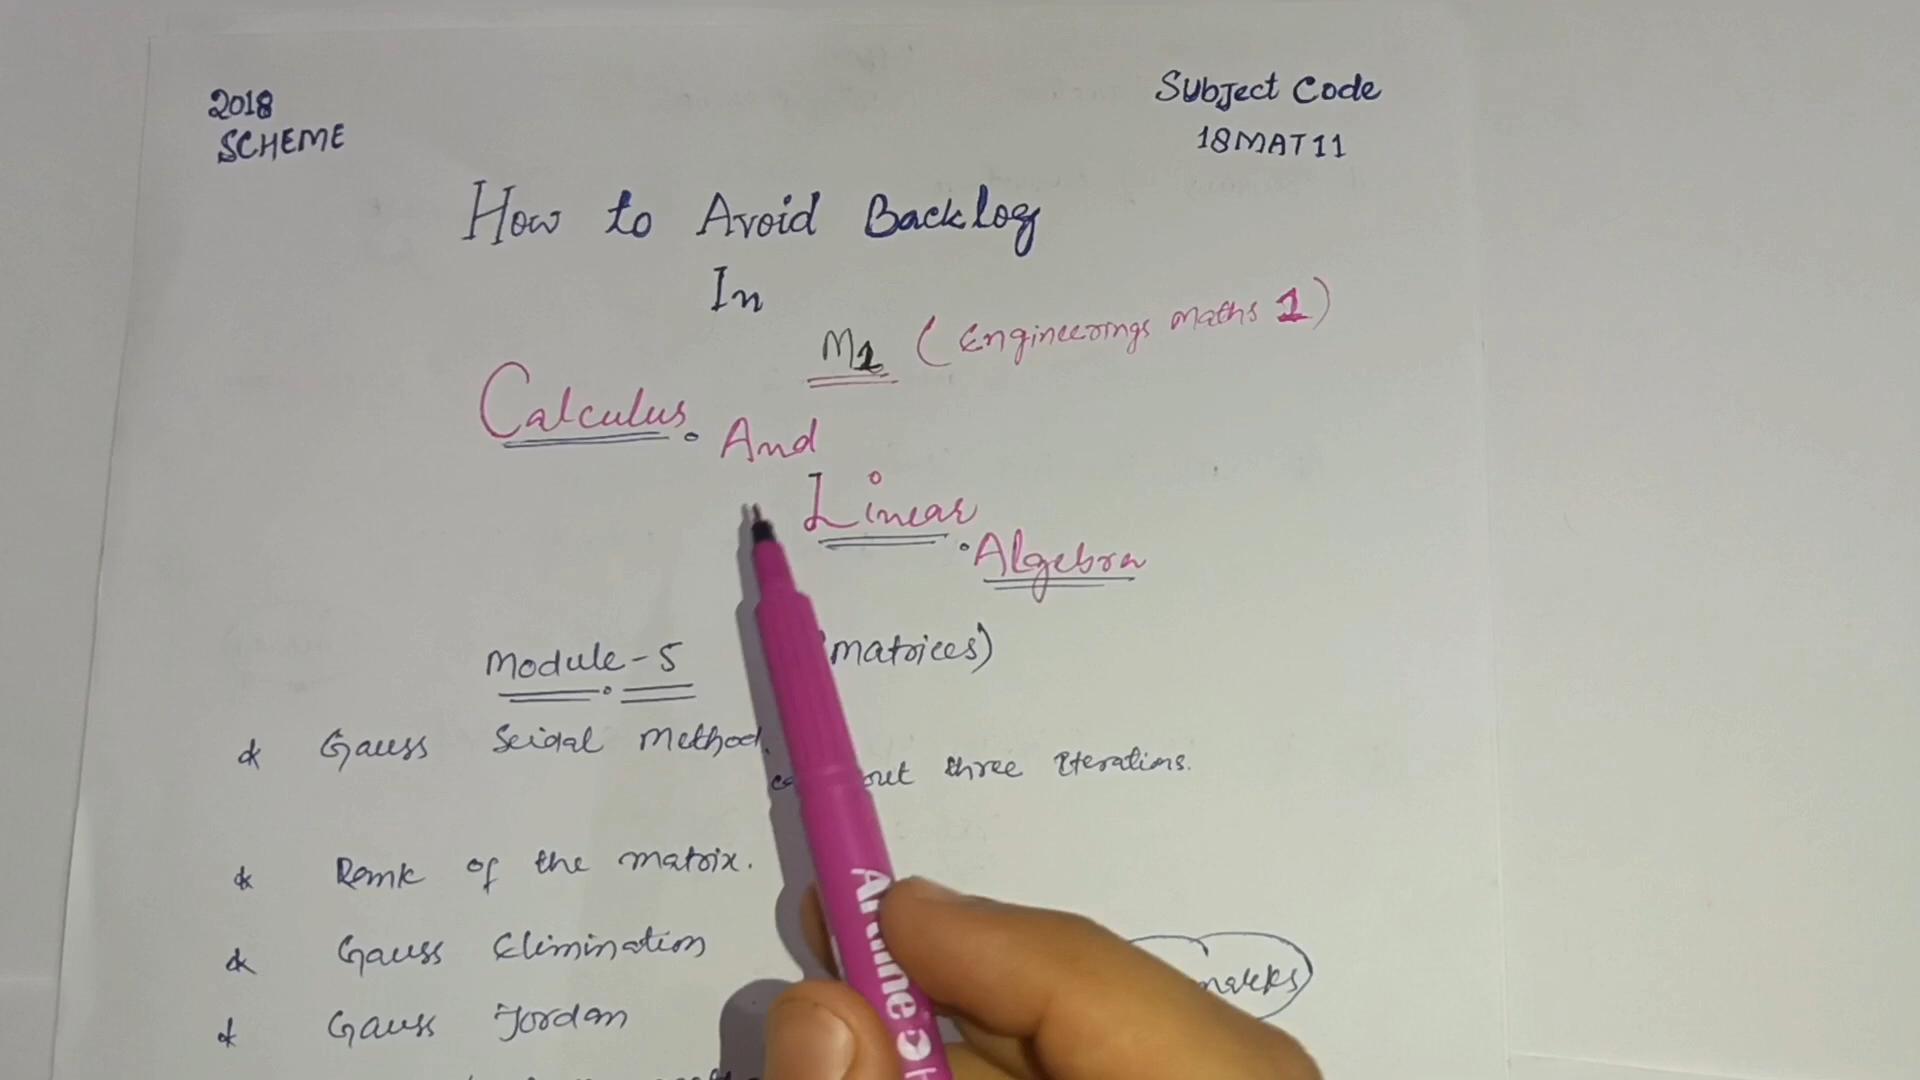 2018
SCHEME
Subject Code
18MAT11
How to Avoid Backlog
In
M1 (Engineerings Maths 1)
Calculus And
Linear
Algebra
Module-5 (Matrices)
Gauss Seidal Method.
out three Iterations.
Rank of the matrix.
Gauss Elimination
marks)
Gauss Jordan